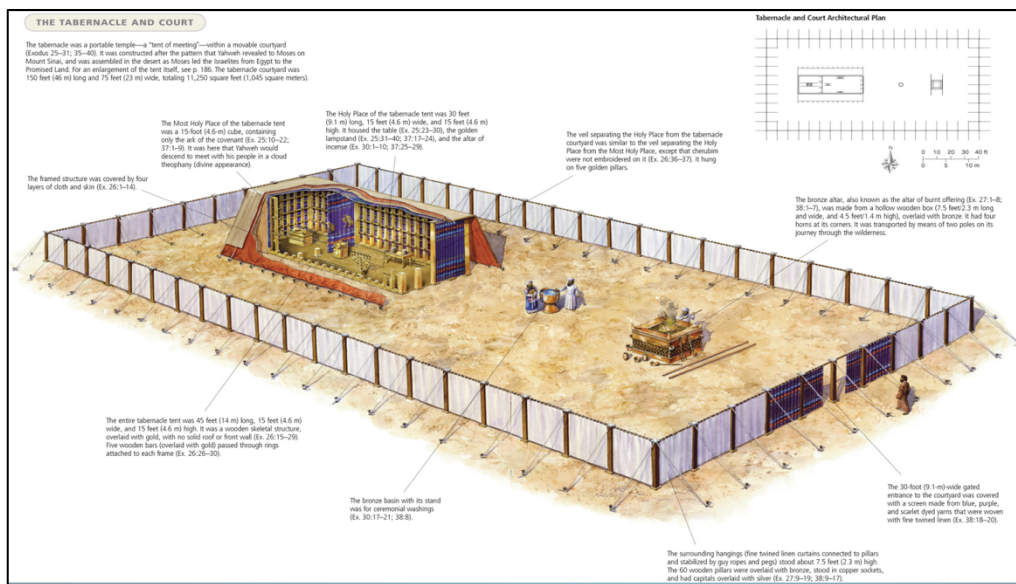 THE TABERNACLE AND COURT
The tabernacle was a portable temple—a “tent of meeting”—within a movable courtyard
(Exodus 25–31; 35–40). It was constructed after the pattern that Yahweh revealed to Moses on
Mount Sinai, and was assembled in the desert as Moses led the Israelites from Egypt to the
Promised Land. For an enlargement of the tent itself, see p. 186. The tabernacle courtyard was
150 feet (46 m) long and 75 feet (23 m) wide, totaling 11,250 square feet (1,045 square meters).
Tabernacle and Court Architectural Plan
N
0 10 20 30 40 ft
0 5 10 m
The Most Holy Place of the tabernacle tent
was a 15-foot (4.6-m) cube, containing
only the ark of the covenant (Ex. 25:10–22;
37:1–9). It was here that Yahweh would
descend to meet with his people in a cloud
theophany (divine appearance).
The Holy Place of the tabernacle tent was 30 feet
(9.1 m) long, 15 feet (4.6 m) wide, and 15 feet (4.6 m)
high. It housed the table (Ex. 25:23–30), the golden
lampstand (Ex. 25:31–40; 37:17–24), and the altar of
incense (Ex. 30:1–10; 37:25–29).
The veil separating the Holy Place from the tabernacle
courtyard was similar to the veil separating the Holy
Place from the Most Holy Place, except that cherubim
were not embroidered on it (Ex. 26:36–37). It hung
on five golden pillars.
The framed structure was covered by four
layers of cloth and skin (Ex. 26:1–14).
The bronze altar, also known as the altar of burnt offering (Ex. 27:1–8;
38:1–7), was made from a hollow wooden box (7.5 feet/2.3 m long
and wide, and 4.5 feet/1.4 m high), overlaid with bronze. It had four
horns at its corners. It was transported by means of two poles on its
journey through the wilderness.
The entire tabernacle tent was 45 feet (14 m) long, 15 feet (4.6 m)
wide, and 15 feet (4.6 m) high. It was a wooden skeletal structure,
overlaid with gold, with no solid roof or front wall (Ex. 26:15–29).
Five wooden bars (overlaid with gold) passed through rings
attached to each frame (Ex. 26:26–30).
The bronze basin with its stand
was for ceremonial washings
(Ex. 30:17–21; 38:8).
The 30-foot (9.1-m)-wide gated
entrance to the courtyard was covered
with a screen made from blue, purple,
and scarlet dyed yarns that were woven
with fine twined linen (Ex. 38:18–20).
The surrounding hangings (fine twined linen curtains connected to pillars
and stabilized by guy ropes and pegs) stood about 7.5 feet (2.3 m) high.
The 60 wooden pillars were overlaid with bronze, stood in copper sockets,
and had capitals overlaid with silver (Ex. 27:9–19; 38:9–17).